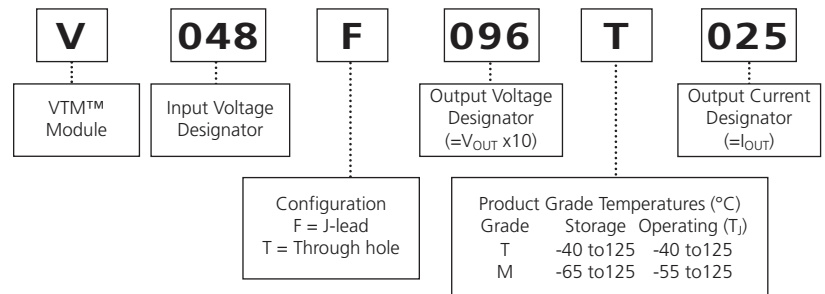 V 048 F 096 T 025
VTM™
Module
Input Voltage
Designator
Output Voltage
Designator
(=VOUT x10)
Output Current
Designator
(=IOUT)
Configuration
F = J-lead
T = Through hole
Product Grade Temperatures (°C)
Grade Storage Operating (TJ)
T -40 to125 -40 to125
M -65 to125 -55 to125